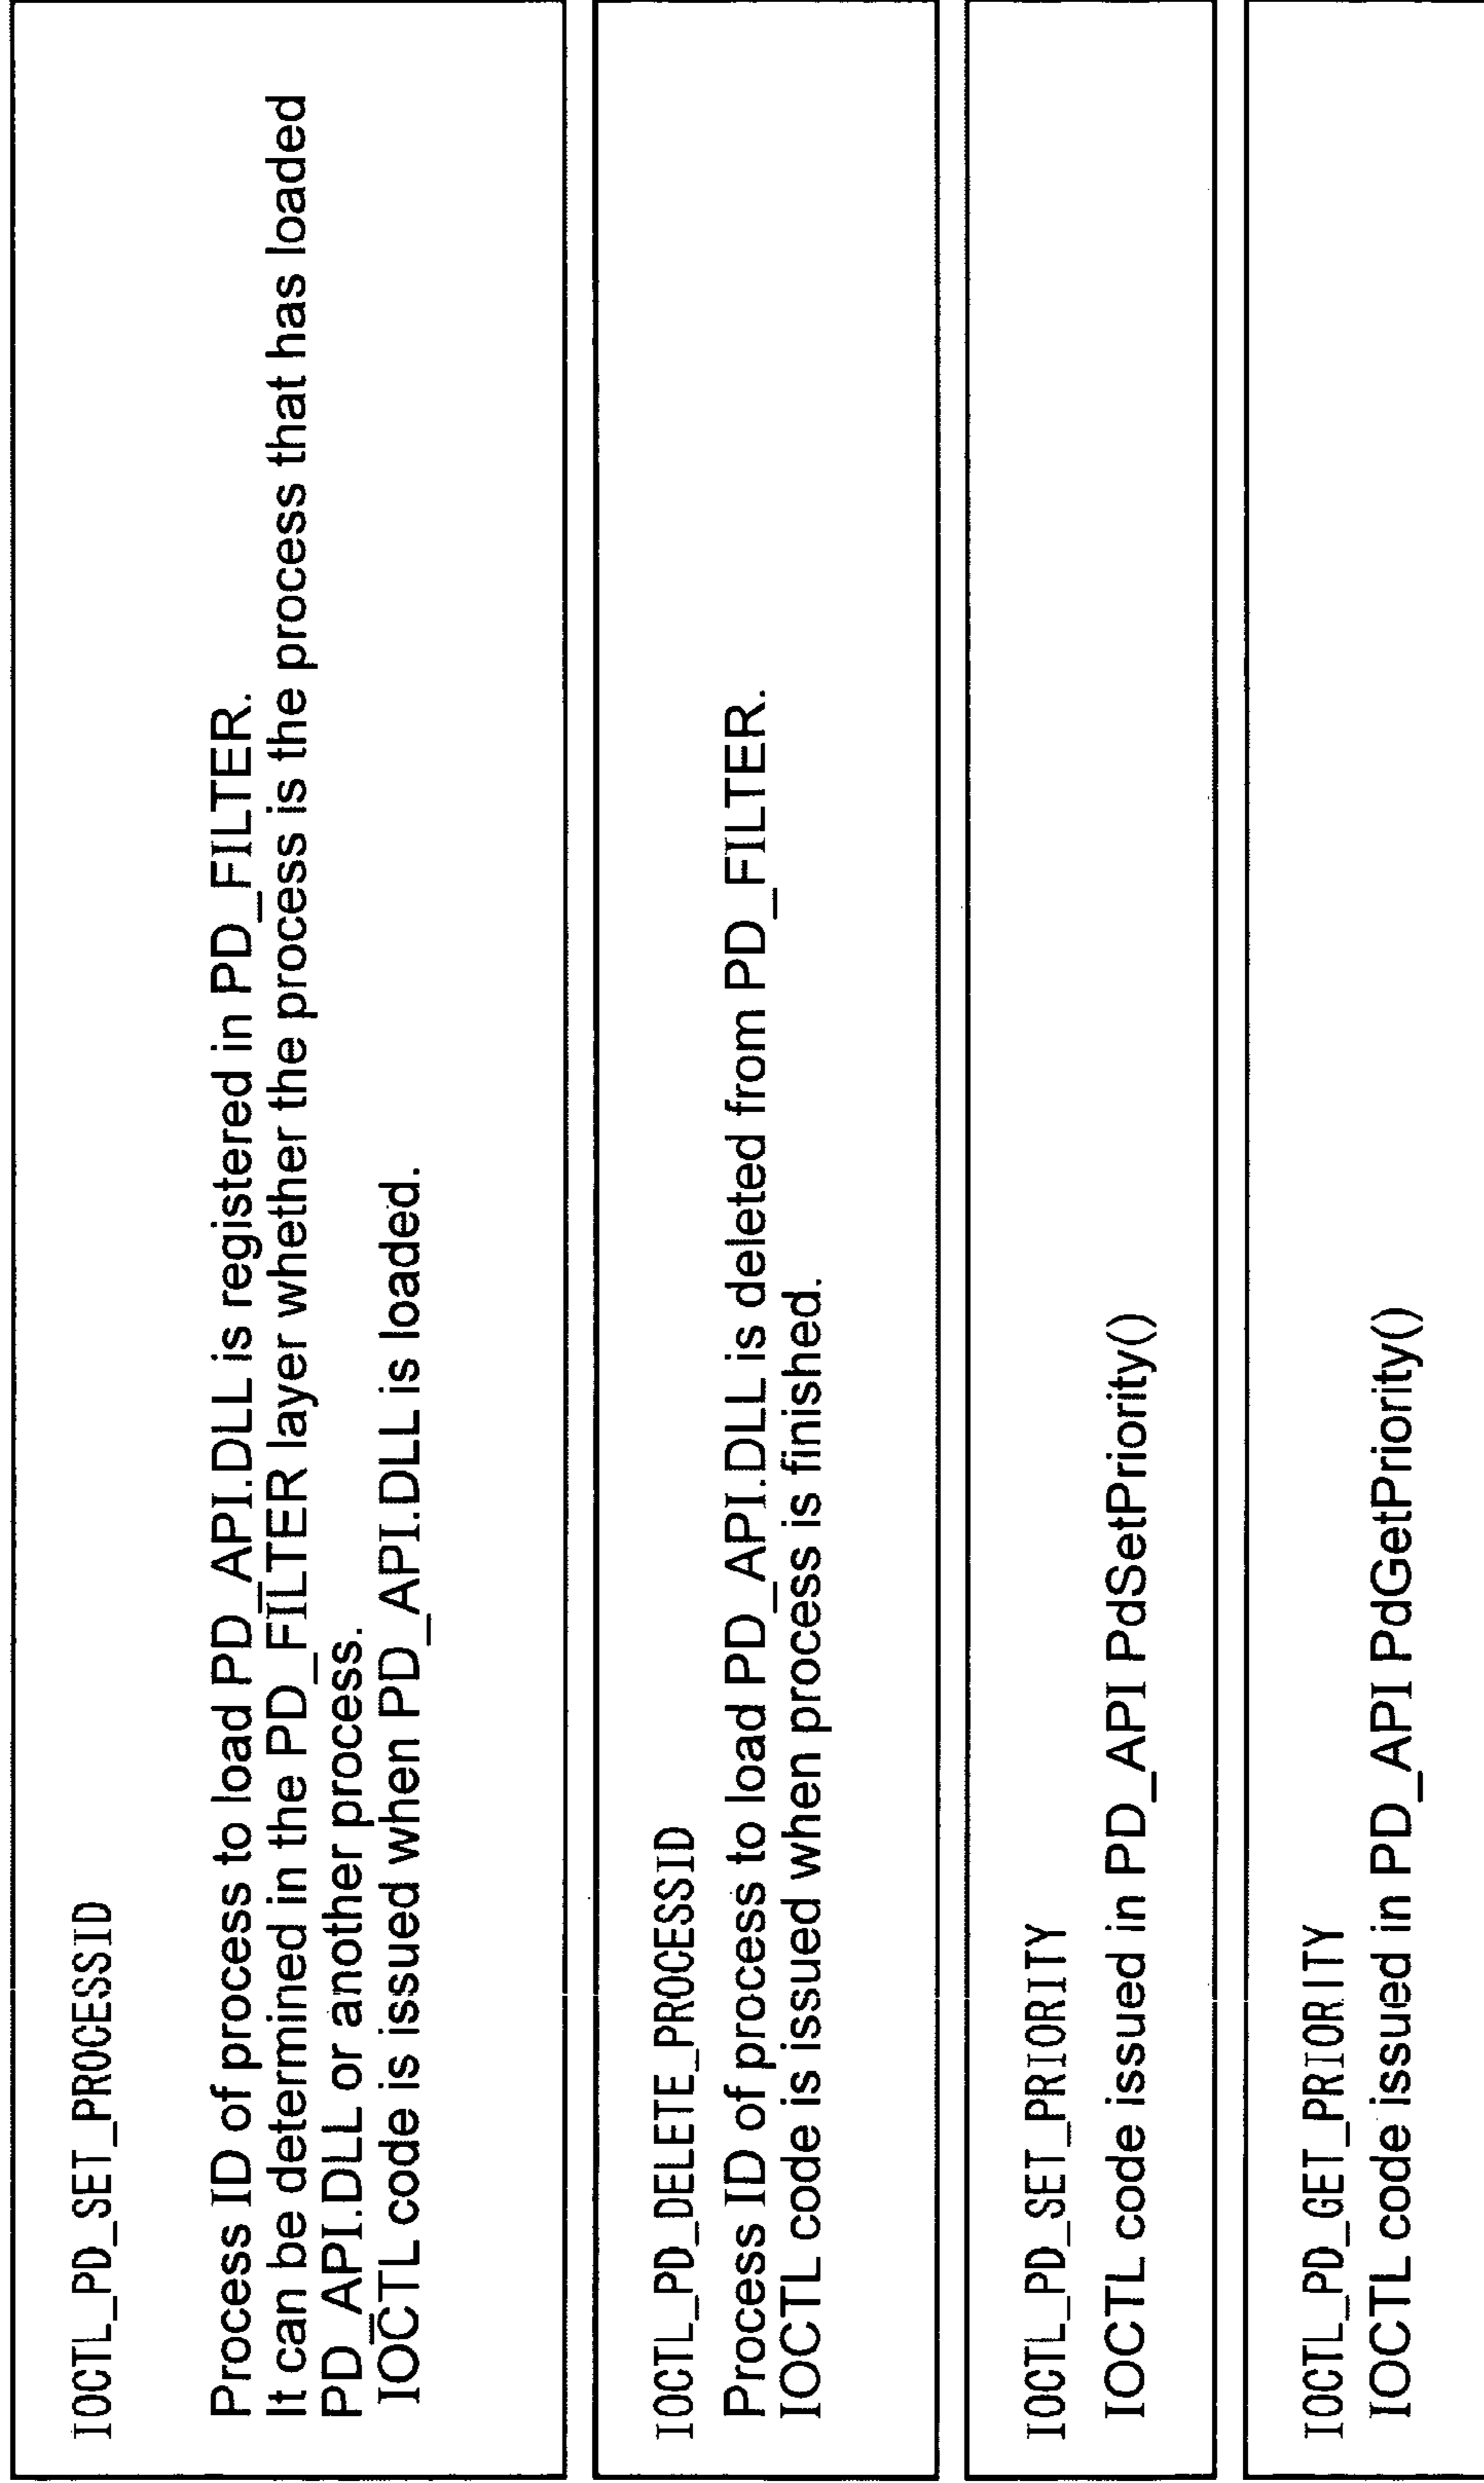 IOCTL_PD_SET_PROCESSID
Process ID of process to load PD_API.DLL is registered in PD_FILTER.
It can be determined in the PD_FILTER layer whether the process is the process that has loaded
PD_API.DLL or another process.
IOCTL code is issued when PD_API.DLL is loaded.
IOCTL_PD_DELETE_PROCESSID
Process ID of process to load PD_API.DLL is deleted from PD_FILTER.
IOCTL code is issued when process is finished.
IOCTL_PD_SET_PRIORITY
IOCTL code issued in PD_API PdSetPriority()
IOCTL_PD_GET_PRIORITY
IOCTL code issued in PD_API PdGetPriority()